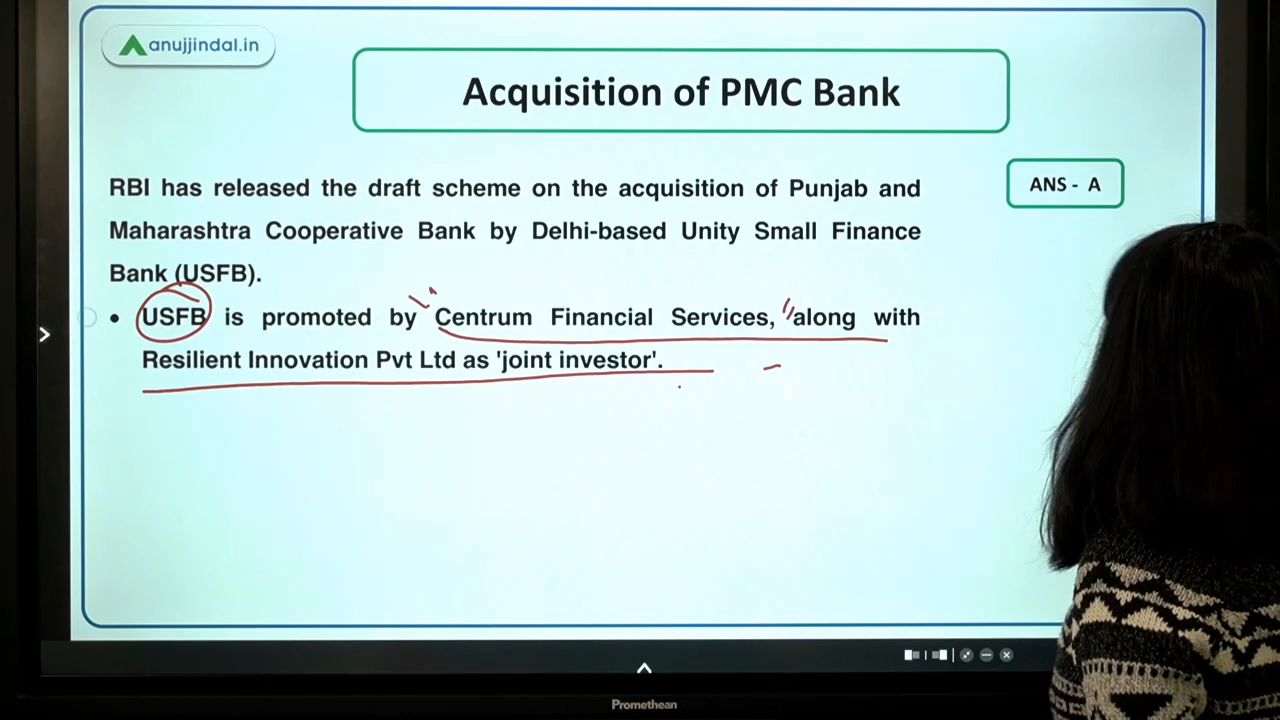 anujjindal.in
Acquisition of PMC Bank
RBI has released the draft scheme on the acquisition of Punjab and
ANS - A
Maharashtra Cooperative Bank by Delhi-based Unity Small Finance
Bank (USFB).
• USFB is promoted by Centrum Financial Services, along with
Resilient Innovation Pvt Ltd as 'joint investor'.
Promethean